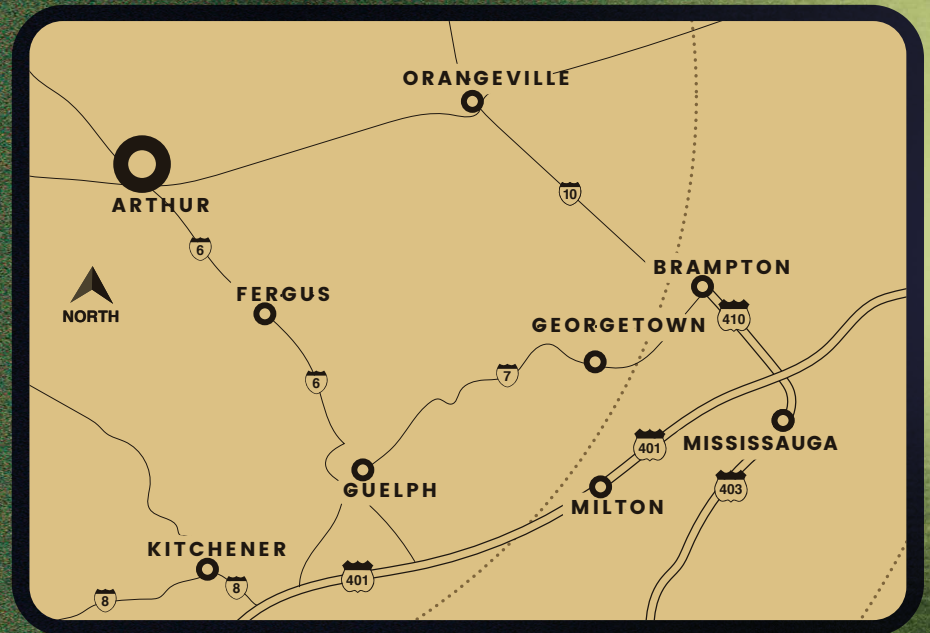 ORANGEVILLE
10
ARTHUR
6
BRAMPTON
FERGUS
NORTH
410
GEORGETOWN
7
6
401
MISSISSAUGA
GUELPH
403
MILTON
KITCHENER
401
8
8